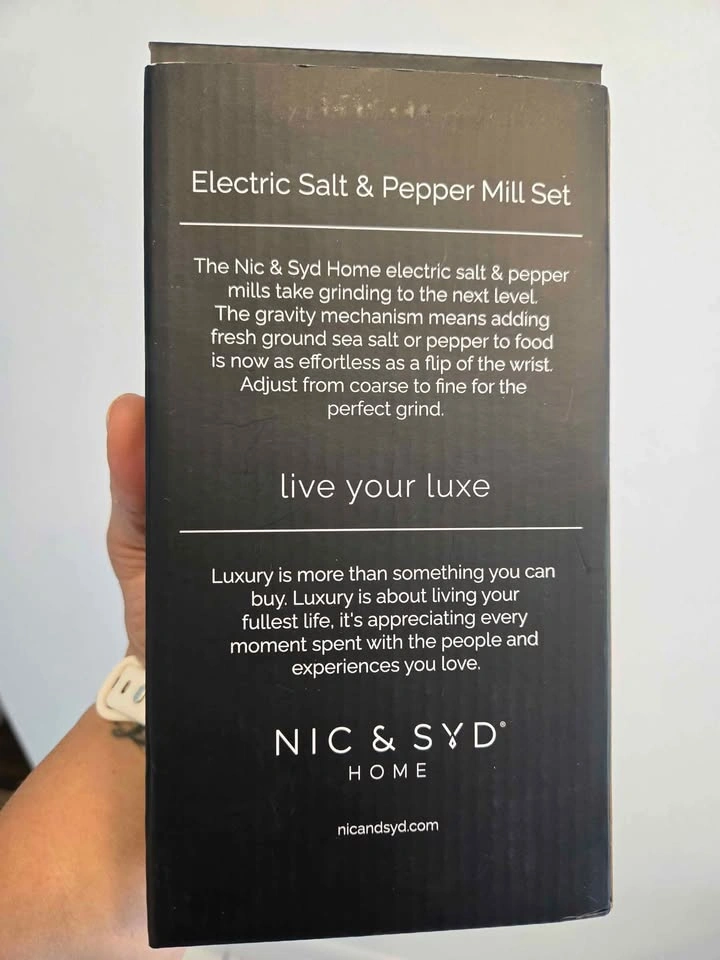 Electric Salt & Pepper Mill Set
The Nic & Syd Home electric salt & pepper
mills take grinding to the next level.
The gravity mechanism means adding
fresh ground sea salt or pepper to food
is now as effortless as a flip of the wrist.
Adjust from coarse to fine for the
perfect grind.
live your luxe
Luxury is more than something you can
buy. Luxury is about living your
fullest life, it's appreciating every
moment spent with the people and
experiences you love.
NIC & SYD®
HOME
nicandsyd.com